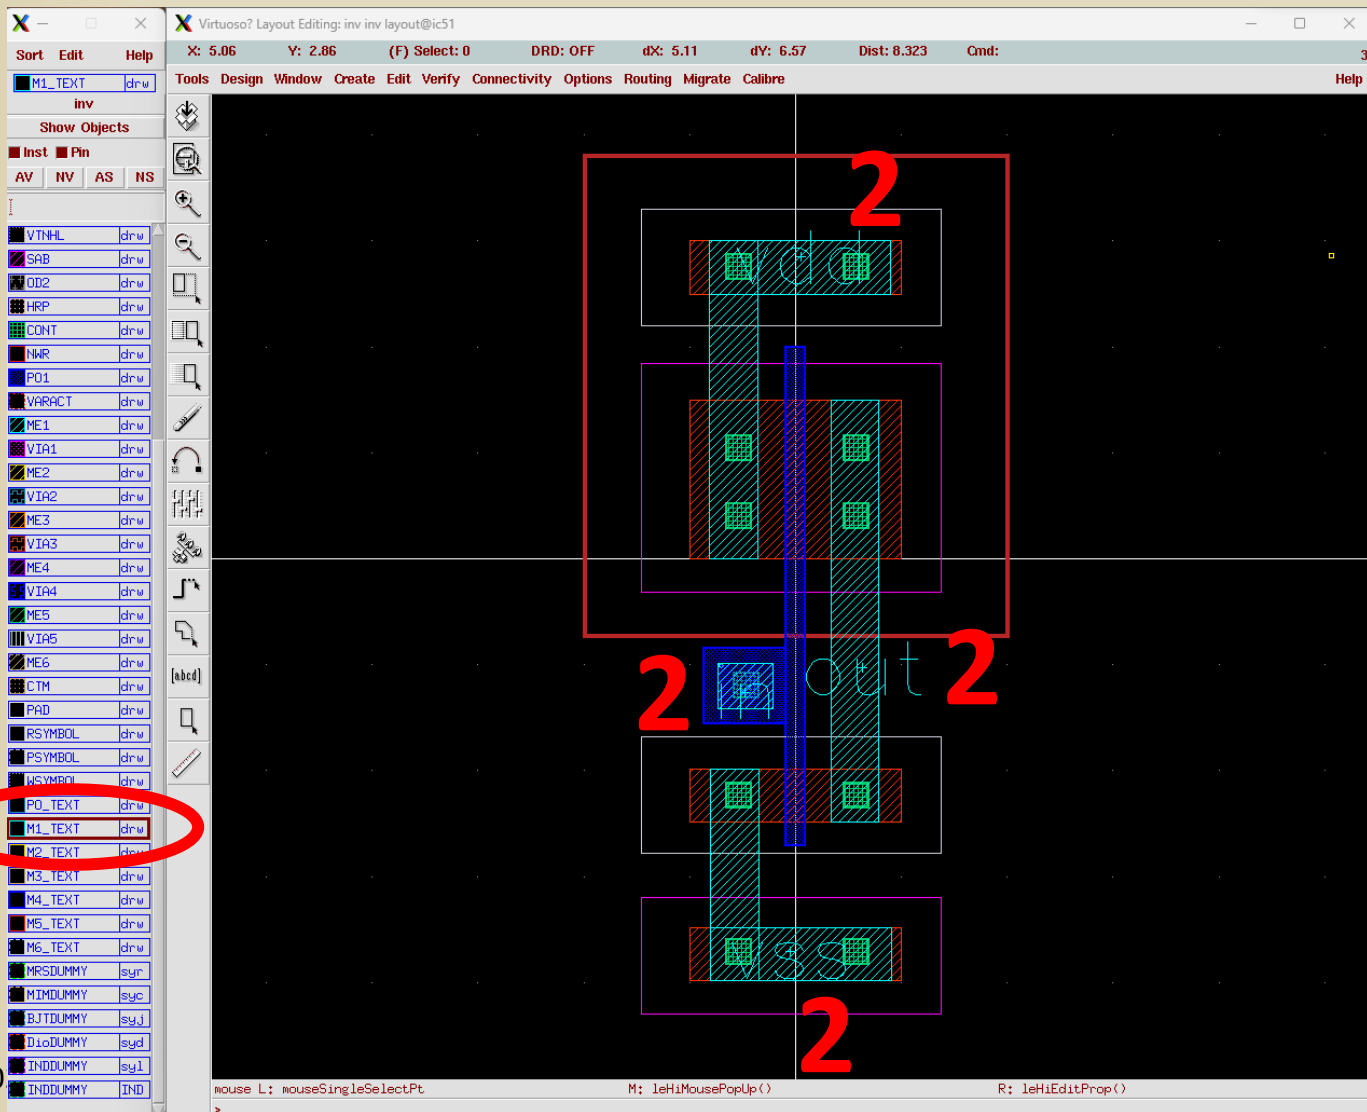 Sort Edit Help
M1_TEXT drw
inv
Show Objects
Inst Pin
AV NV AS NS
VTNHL drw
SAB drw
OD2 drw
HRP drw
CONT drw
NWR drw
PO1 drw
VARACT drw
ME1 drw
VIA1 drw
ME2 drw
VIA2 drw
ME3 drw
VIA3 drw
ME4 drw
VIA4 drw
ME5 drw
VIA5 drw
ME6 drw
CTM drw
PAD drw
RSYMBOL drw
PSYMBOL drw
WSYMBOL drw
PO_TEXT drw
M1_TEXT drw
M2_TEXT drw
M3_TEXT drw
M4_TEXT drw
M5_TEXT drw
M6_TEXT drw
MRSDUMMY syr
MIMDUMMY syc
BJTDUMMY syj
DioDUMMY syd
INDDUMMY syl
INDDUMMY IND
Virtuoso? Layout Editing: inv inv layout@ic51
X: 5.06 Y: 2.86 (F) Select: 0 DRD: OFF dX: 5.11 dY: 6.57 Dist: 8.323 Cmd: 3
Tools Design Window Create Edit Verify Connectivity Options Routing Migrate Calibre Help
[abcd]
2
vdd
2 in out 2
vss
2
mouse L: mouseSingleSelectPt M: leHiMousePopUp() R: leHiEditProp()
>